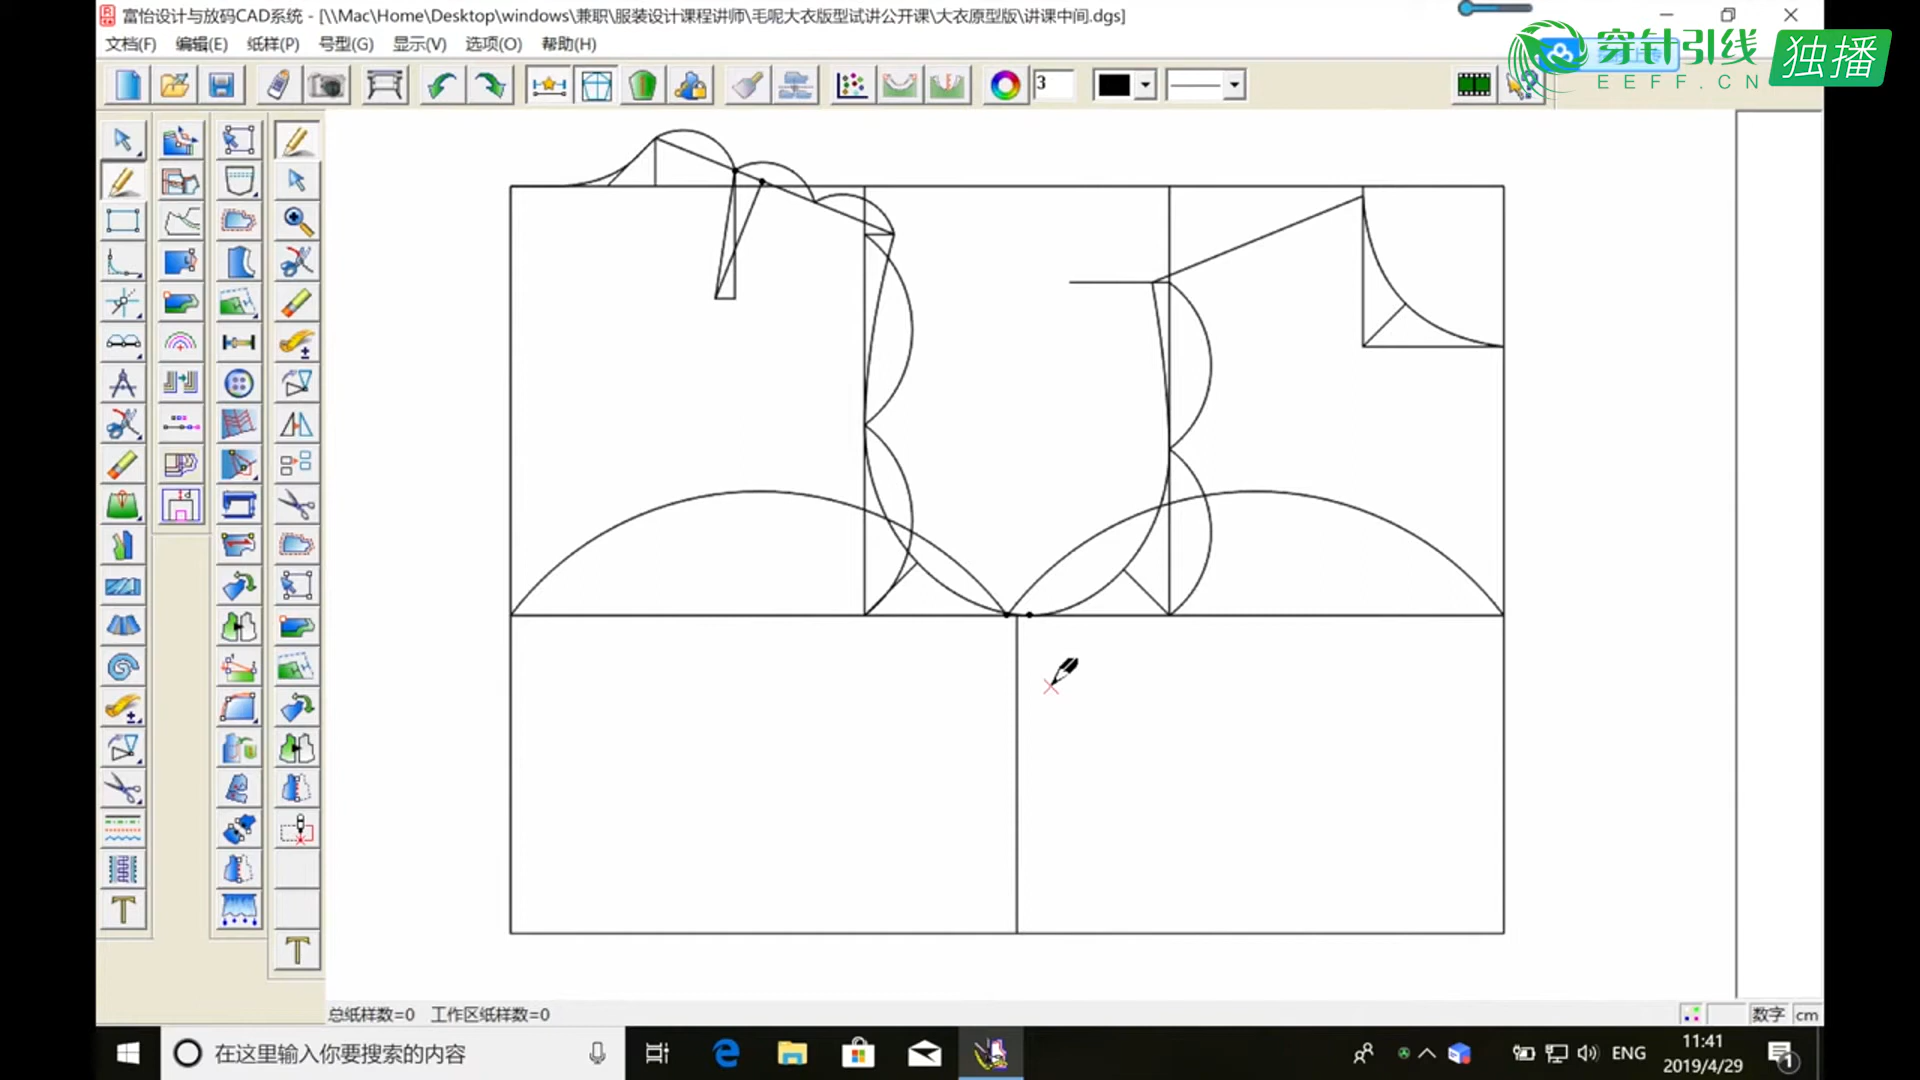 富怡设计与放码CAD系统 - [\\Mac\Home\Desktop\windows\兼职\服装设计课程讲师\毛呢大衣版型试讲公开课\大衣原型版\讲课中间.dgs]
文档(F) 编辑(E) 纸样(P) 号型(G) 显示(V) 选项(O) 帮助(H)
穿针引线 独播
EEFF.CN
3
T
T
总纸样数=0 工作区纸样数=0
数字 cm
在这里输入你要搜索的内容
ENG
11:41
2019/4/29
1